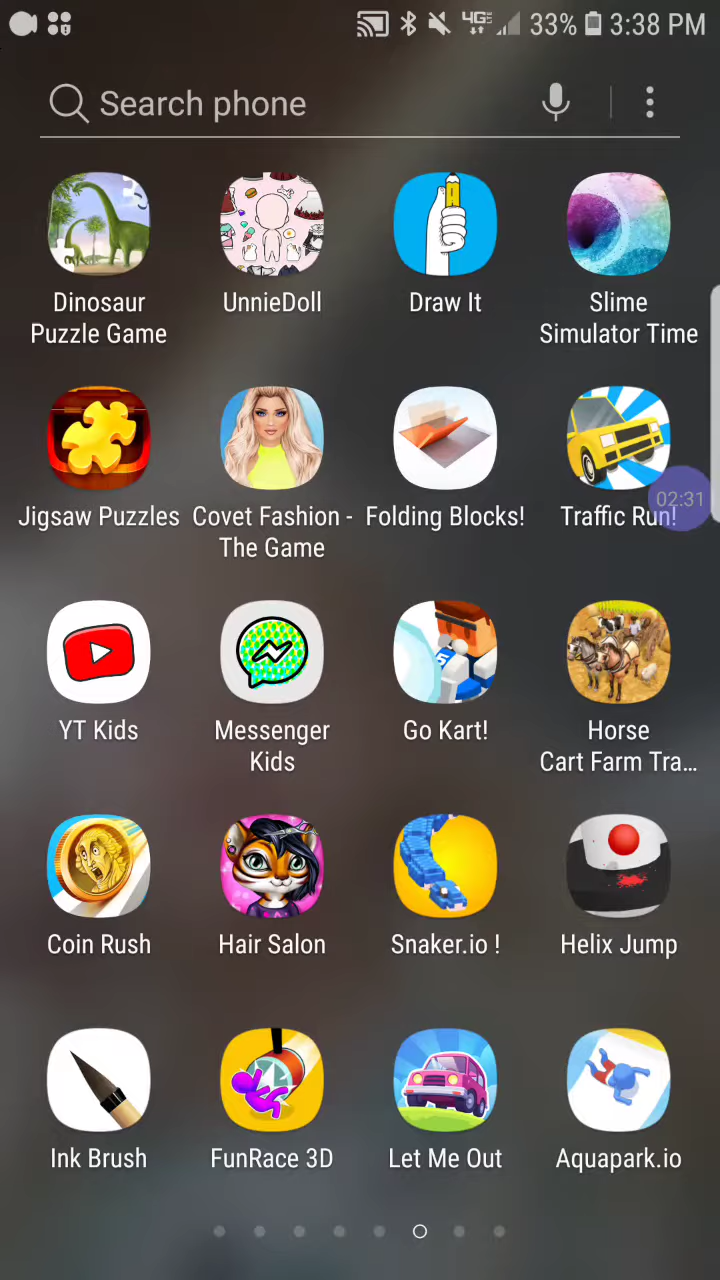 4G LTE 33% 3:38 PM
Search phone
Dinosaur
Puzzle Game
UnnieDoll
Draw It
Slime
Simulator Time
Jigsaw Puzzles
Covet Fashion -
The Game
Folding Blocks!
Traffic Run!
02:31
YT Kids
Messenger
Kids
Go Kart!
Horse
Cart Farm Tra...
Coin Rush
Hair Salon
Snaker.io !
Helix Jump
Ink Brush
FunRace 3D
Let Me Out
Aquapark.io